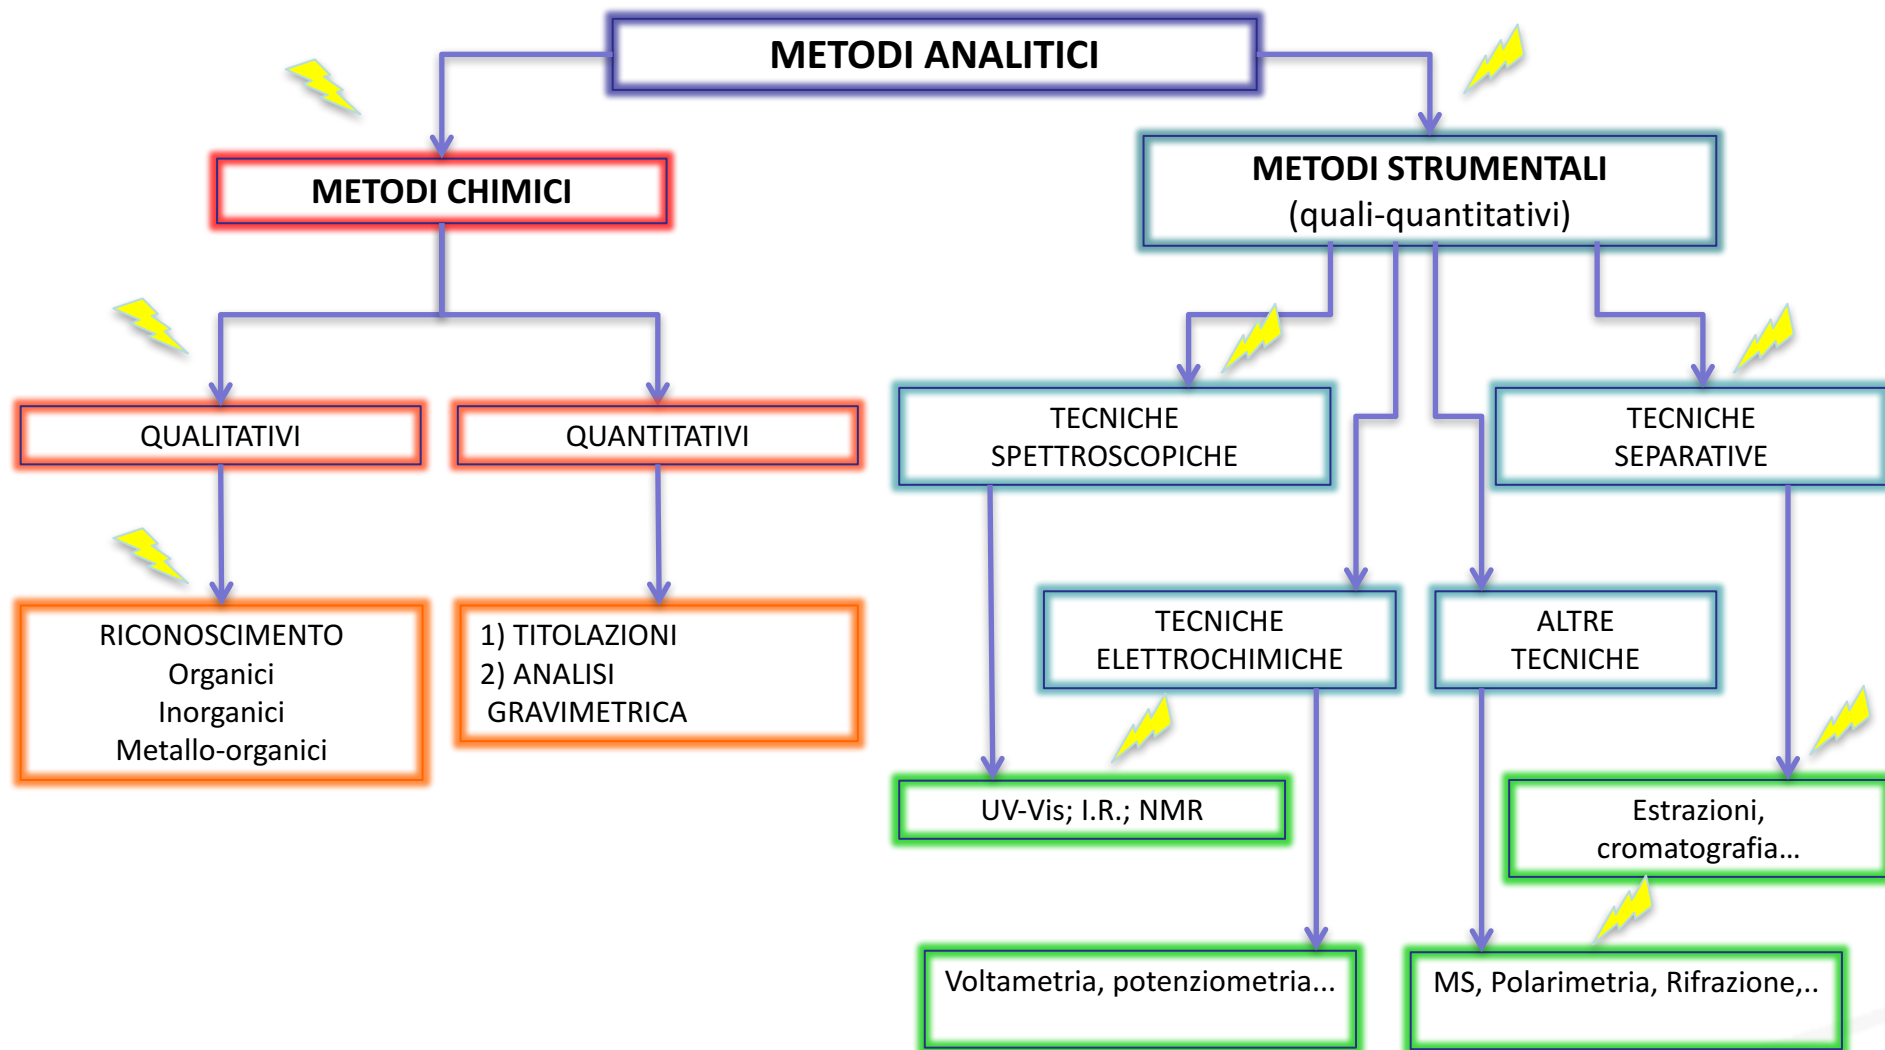 METODI ANALITICI
METODI CHIMICI
METODI STRUMENTALI
(quali-quantitativi)
QUALITATIVI
QUANTITATIVI
TECNICHE
SPETTROSCOPICHE
TECNICHE
SEPARATIVE
RICONOSCIMENTO
Organici
Inorganici
Metallo-organici
1) TITOLAZIONI
2) ANALISI
GRAVIMETRICA
TECNICHE
ELETTROCHIMICHE
ALTRE
TECNICHE
UV-Vis; I.R.; NMR
Estrazioni,
cromatografia...
Voltametria, potenziometria...
MS, Polarimetria, Rifrazione,..